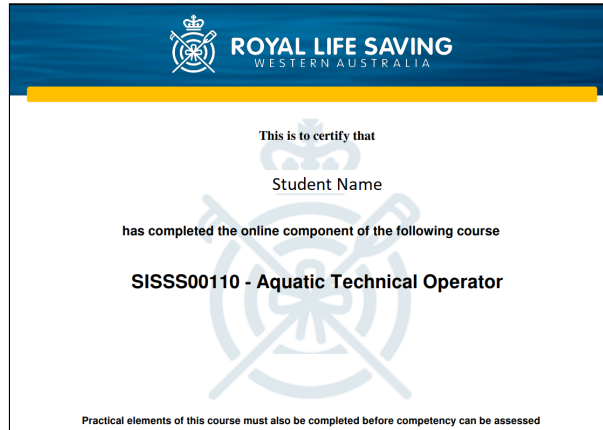 ROYAL LIFE SAVING
WESTERN AUSTRALIA
This is to certify that
Student Name
has completed the online component of the following course
SISSS00110 - Aquatic Technical Operator
Practical elements of this course must also be completed before competency can be assessed